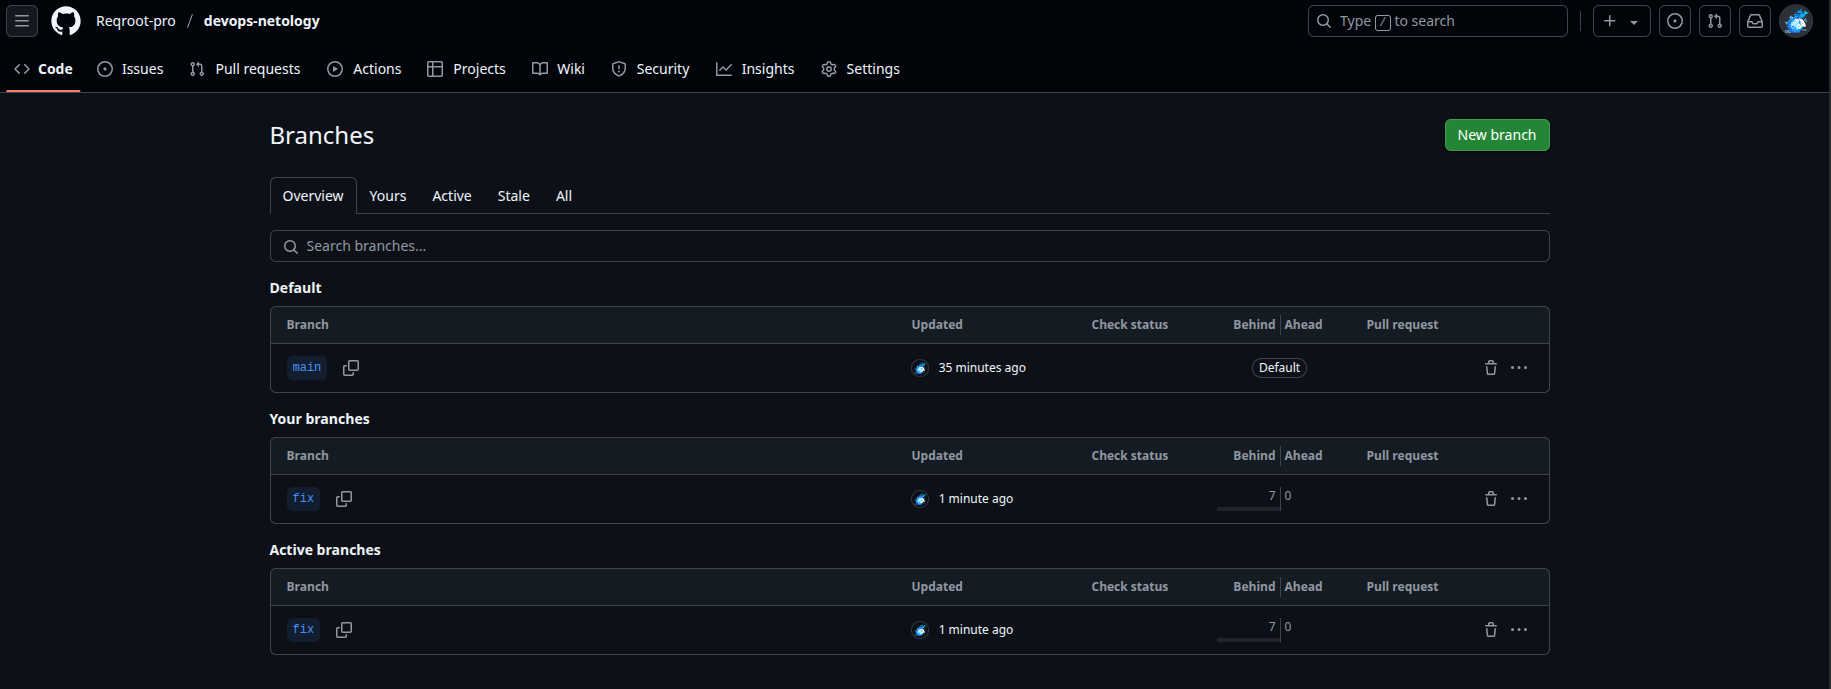 Reqroot-pro / devops-netology Type / to search
Code Issues Pull requests Actions Projects Wiki Security Insights Settings
Branches New branch
Overview Yours Active Stale All
Search branches...
Default
Branch Updated Check status Behind Ahead Pull request
main 35 minutes ago Default
Your branches
Branch Updated Check status Behind Ahead Pull request
fix 1 minute ago 7 0
Active branches
Branch Updated Check status Behind Ahead Pull request
fix 1 minute ago 7 0